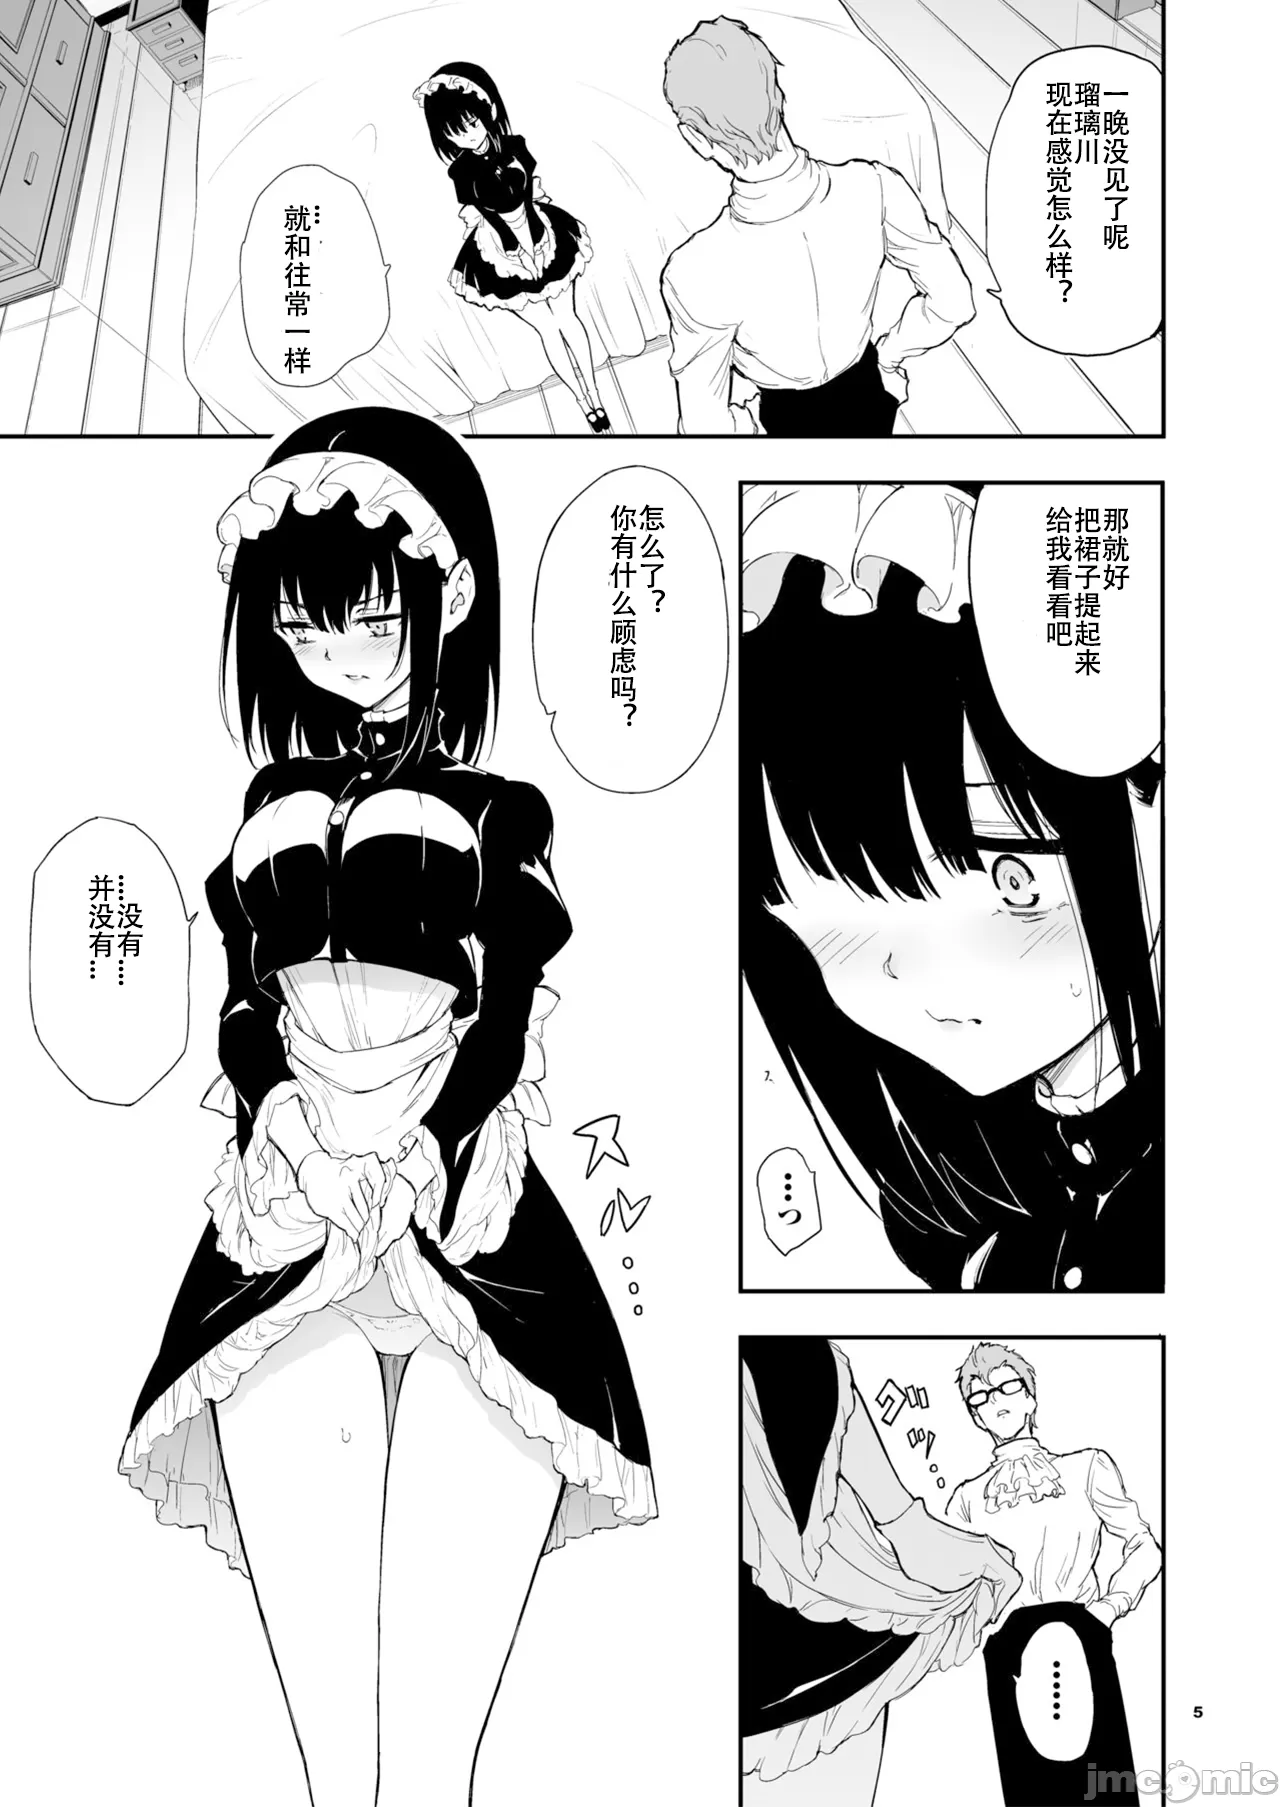 一晚没见了呢
瑠璃川
现在感觉怎么样？
…
就和往常一样
那就好
把裙子提起来
给我看看吧
…っ
グッ…
……
怎么了？
你有什么顾虑吗？
スル…
……没有…
并没有…
5
jmcomic